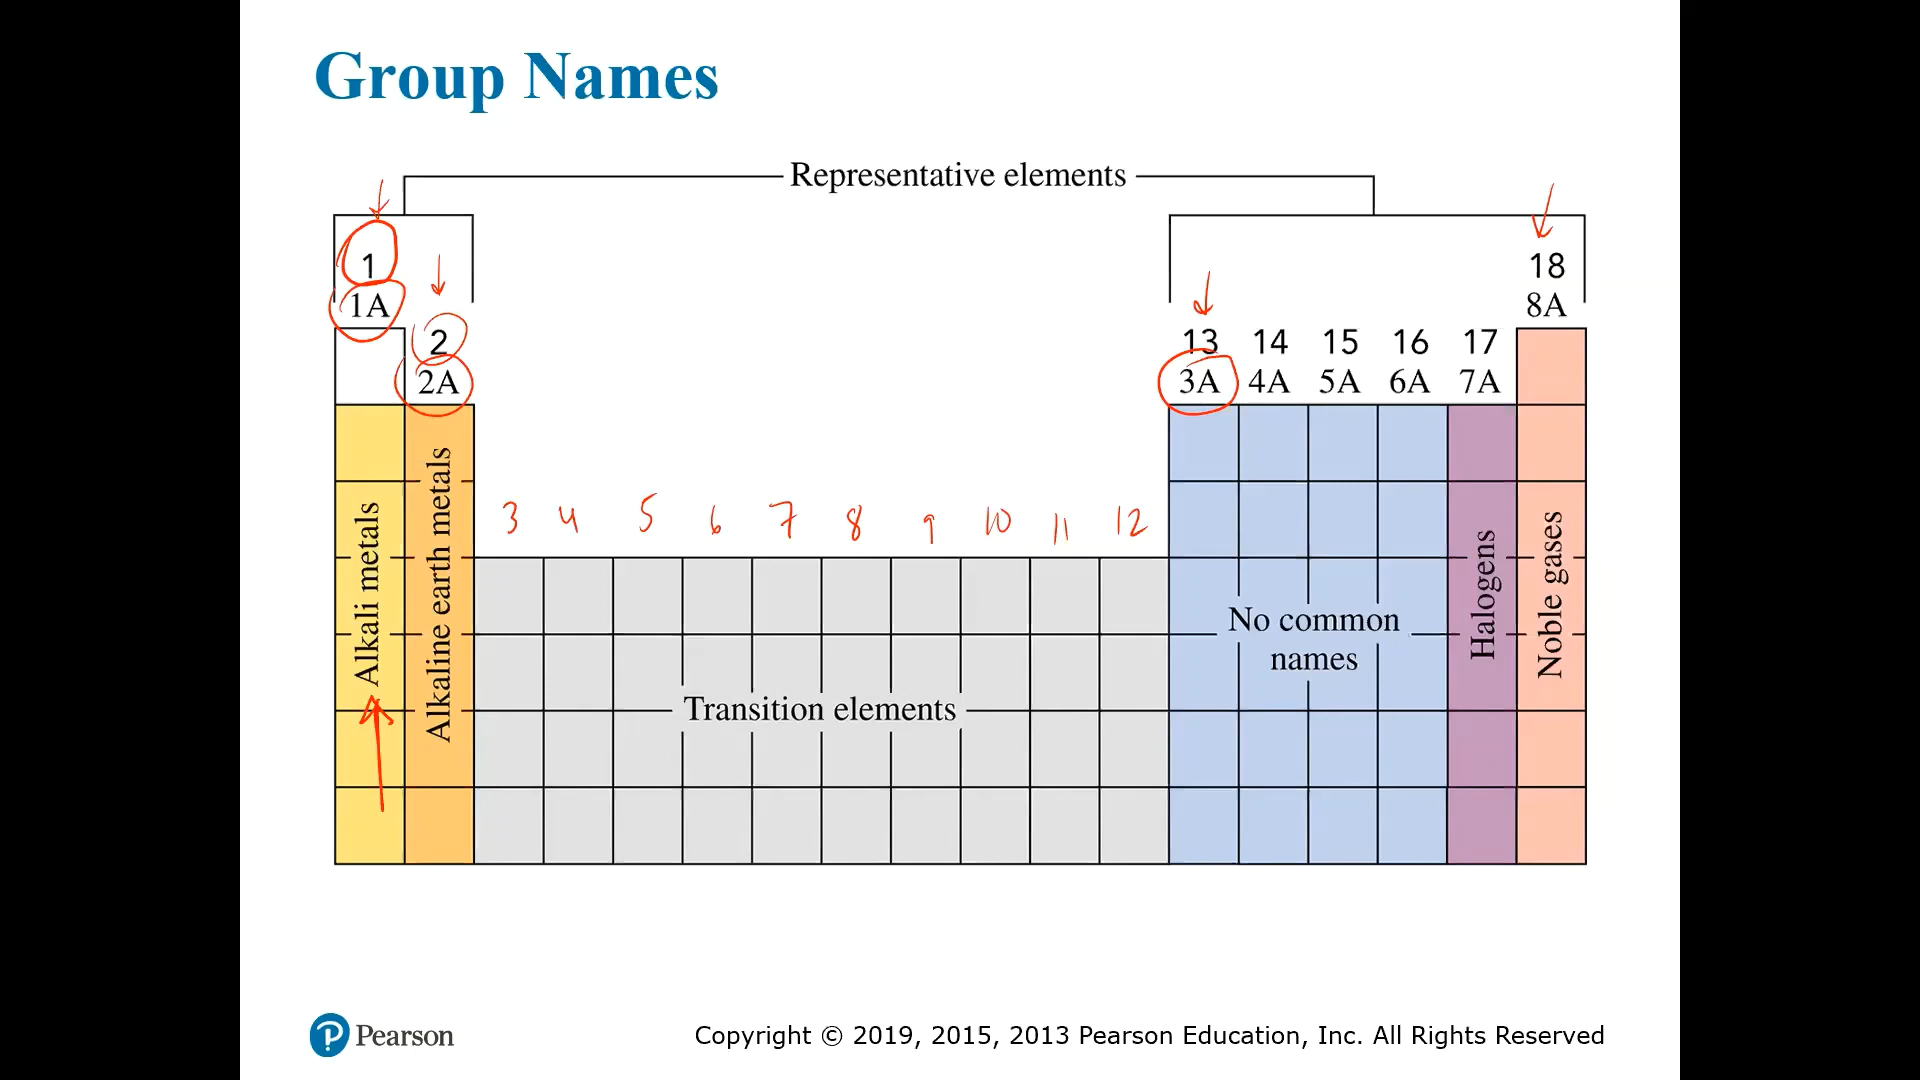 Group Names
Representative elements
1
1A
2
2A
18
8A
13 14 15 16 17
3A 4A 5A 6A 7A
3 4 5 6 7 8 9 10 11 12
Alkali metals
Alkaline earth metals
Transition elements
No common
names
Halogens
Noble gases
Pearson
Copyright © 2019, 2015, 2013 Pearson Education, Inc. All Rights Reserved